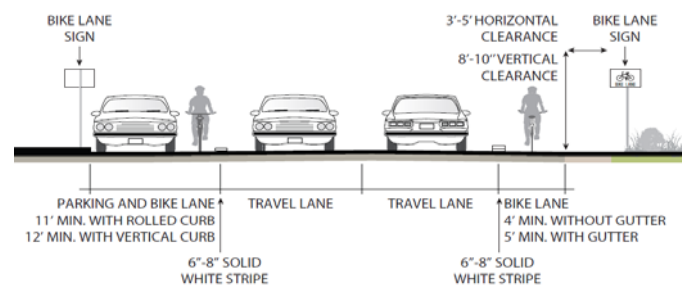 BIKE LANE
SIGN
3'-5' HORIZONTAL
CLEARANCE
8'-10" VERTICAL
CLEARANCE
BIKE LANE
SIGN
BIKE LANE
PARKING AND BIKE LANE
11' MIN. WITH ROLLED CURB
12' MIN. WITH VERTICAL CURB
TRAVEL LANE
TRAVEL LANE
BIKE LANE
4' MIN. WITHOUT GUTTER
5' MIN. WITH GUTTER
6"-8" SOLID
WHITE STRIPE
6"-8" SOLID
WHITE STRIPE